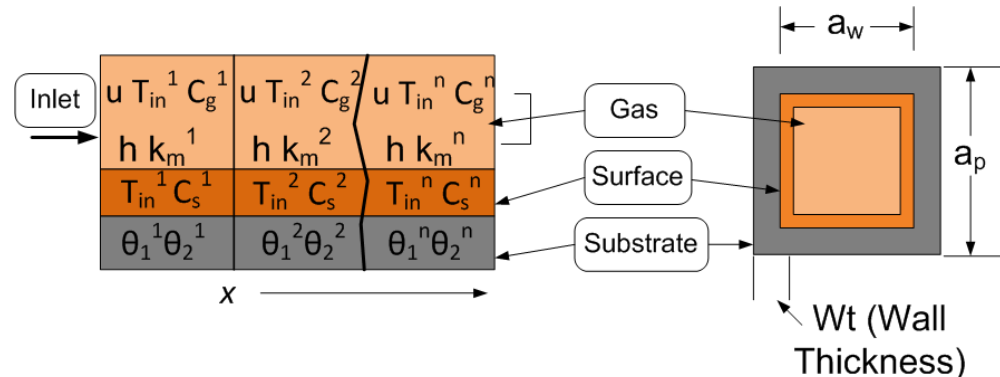 Inlet
u T_in^1 C_g^1
h k_m^1
T_in^1 C_s^1
θ_1^1 θ_2^1
u T_in^2 C_g^2
h k_m^2
T_in^2 C_s^2
θ_1^2 θ_2^2
u T_in^n C_g^n
h k_m^n
T_in^n C_s^n
θ_1^n θ_2^n
x
Gas
Surface
Substrate
a_w
a_p
Wt (Wall
Thickness)